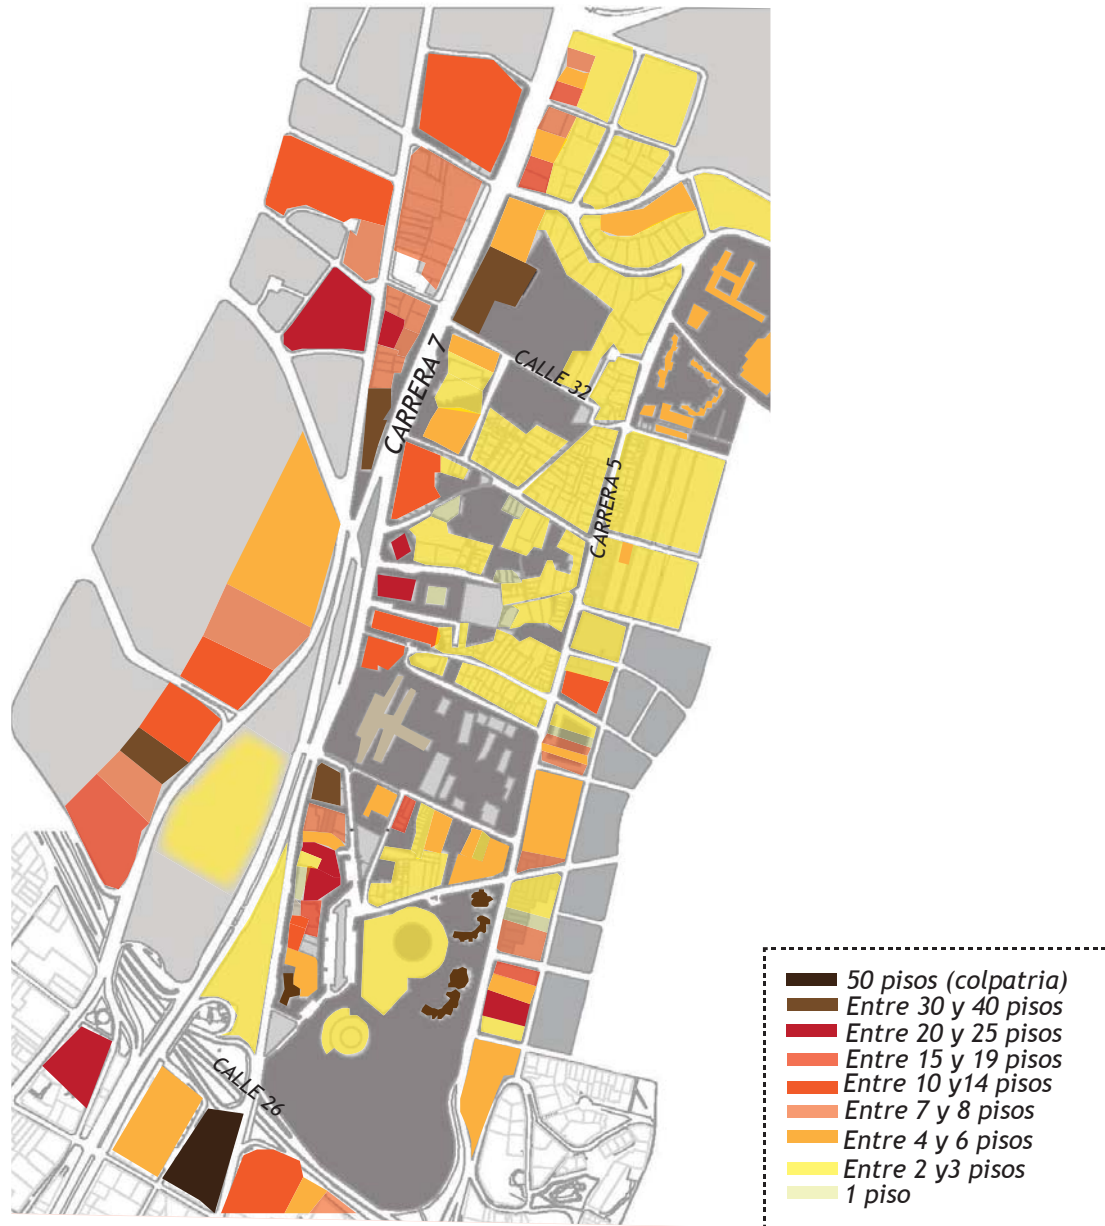 CARRERA 7
CALLE 32
CARRERA 5
CALLE 26
50 pisos (colpatria)
Entre 30 y 40 pisos
Entre 20 y 25 pisos
Entre 15 y 19 pisos
Entre 10 y14 pisos
Entre 7 y 8 pisos
Entre 4 y 6 pisos
Entre 2 y3 pisos
1 piso